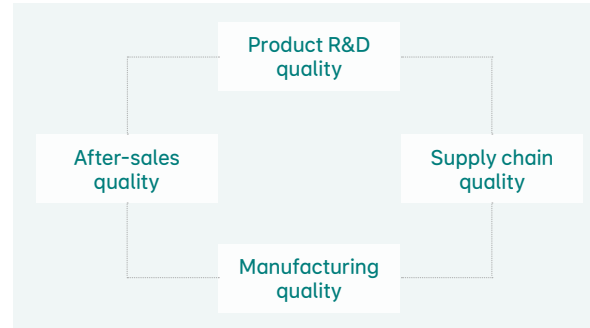 Product R&D
quality
After-sales
quality
Supply chain
quality
Manufacturing
quality